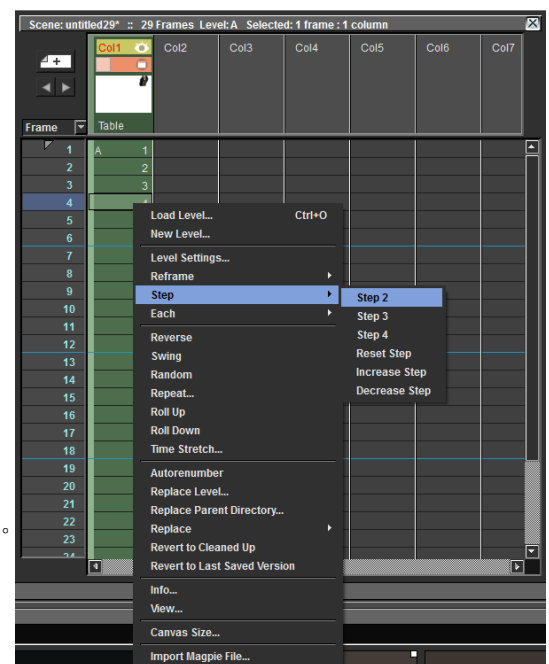 Scene: untitled29* :: 29 Frames Level: A Selected: 1 frame : 1 column
Col1 Col2 Col3 Col4 Col5 Col6 Col7
Frame Table
1 A 1
2 2
3 3
4
5
6
7
8
9
10
11
12
13
14
15
16
17
18
19
20
21
22
23
24
Load Level... Ctrl+O
New Level...
Level Settings...
Reframe
Step
Each
Reverse
Swing
Random
Repeat...
Roll Up
Roll Down
Time Stretch...
Autorenumber
Replace Level...
Replace Parent Directory...
Replace
Revert to Cleaned Up
Revert to Last Saved Version
Info...
View...
Canvas Size...
Import Magpie File...
Step 2
Step 3
Step 4
Reset Step
Increase Step
Decrease Step